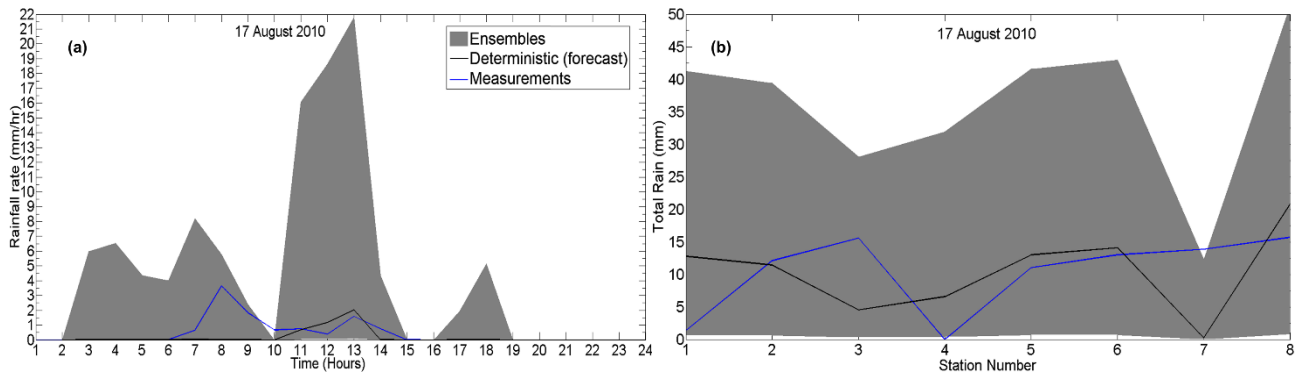 17 August 2010
(a)
Ensembles
Deterministic (forecast)
Measurements
Rainfall rate (mm/hr)
22
21
20
19
18
17
16
15
14
13
12
11
10
9
8
7
6
5
4
3
2
1
0
1 2 3 4 5 6 7 8 9 10 11 12 13 14 15 16 17 18 19 20 21 22 23 24
Time (Hours)
17 August 2010
(b)
Total Rain (mm)
50
45
40
35
30
25
20
15
10
5
0
1 2 3 4 5 6 7 8
Station Number